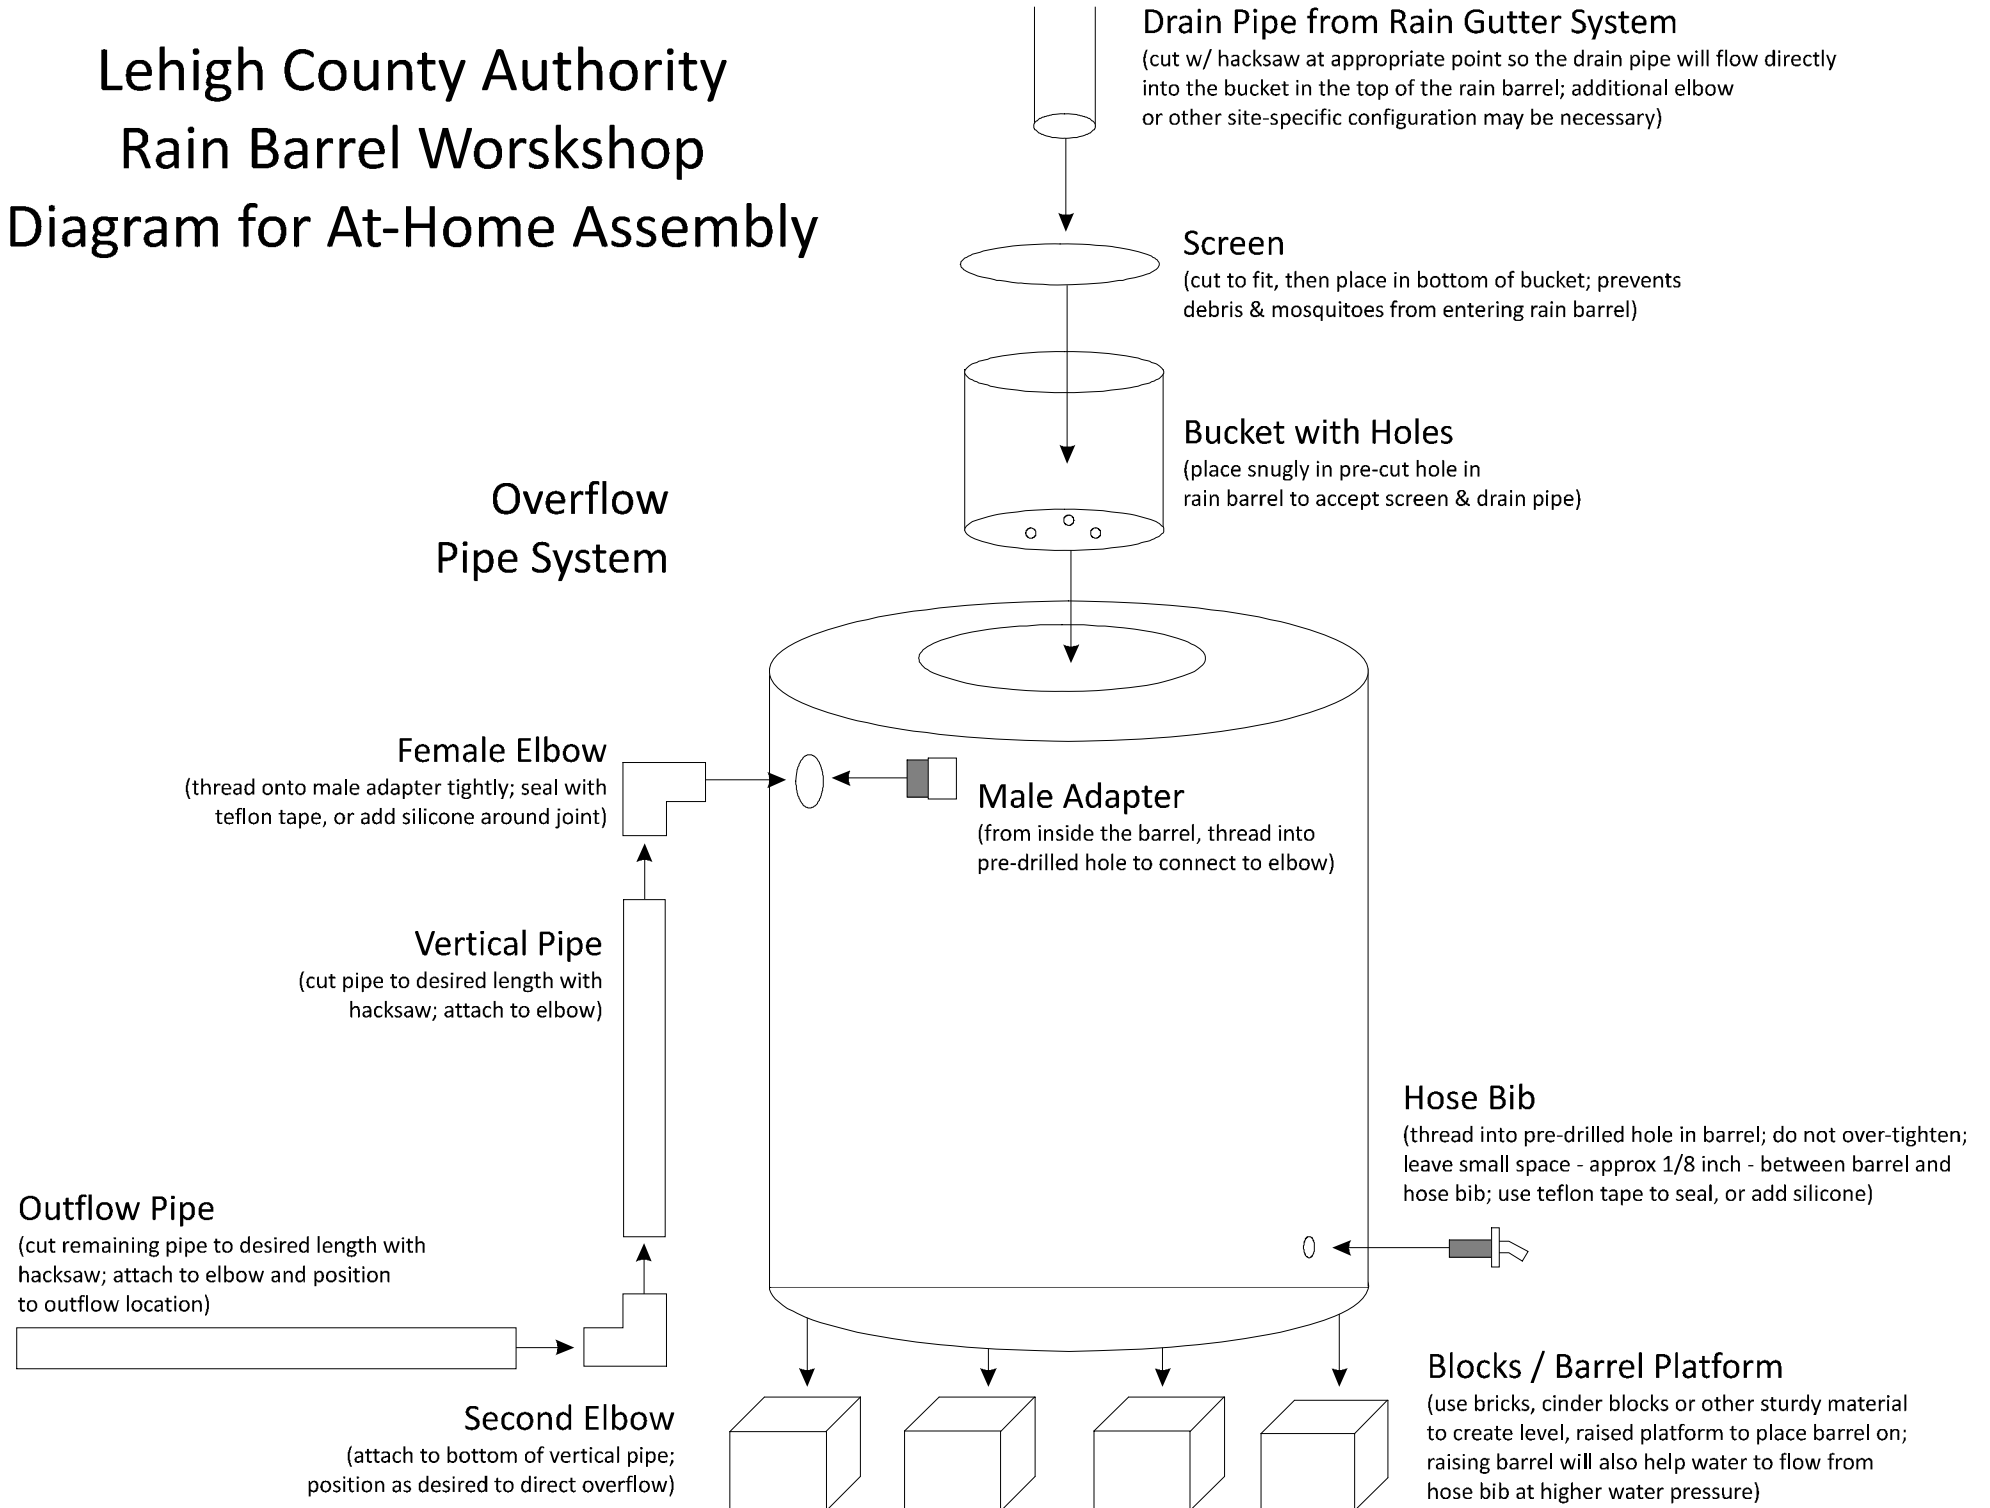 Lehigh County Authority
Rain Barrel Worskshop
Diagram for At-Home Assembly
Drain Pipe from Rain Gutter System
(cut w/ hacksaw at appropriate point so the drain pipe will flow directly
into the bucket in the top of the rain barrel; additional elbow
or other site-specific configuration may be necessary)
Screen
(cut to fit, then place in bottom of bucket; prevents
debris & mosquitoes from entering rain barrel)
Bucket with Holes
(place snugly in pre-cut hole in
rain barrel to accept screen & drain pipe)
Overflow
Pipe System
Female Elbow
(thread onto male adapter tightly; seal with
teflon tape, or add silicone around joint)
Male Adapter
(from inside the barrel, thread into
pre-drilled hole to connect to elbow)
Vertical Pipe
(cut pipe to desired length with
hacksaw; attach to elbow)
Hose Bib
(thread into pre-drilled hole in barrel; do not over-tighten;
leave small space - approx 1/8 inch - between barrel and
hose bib; use teflon tape to seal, or add silicone)
Outflow Pipe
(cut remaining pipe to desired length with
hacksaw; attach to elbow and position
to outflow location)
Second Elbow
(attach to bottom of vertical pipe;
position as desired to direct overflow)
Blocks / Barrel Platform
(use bricks, cinder blocks or other sturdy material
to create level, raised platform to place barrel on;
raising barrel will also help water to flow from
hose bib at higher water pressure)